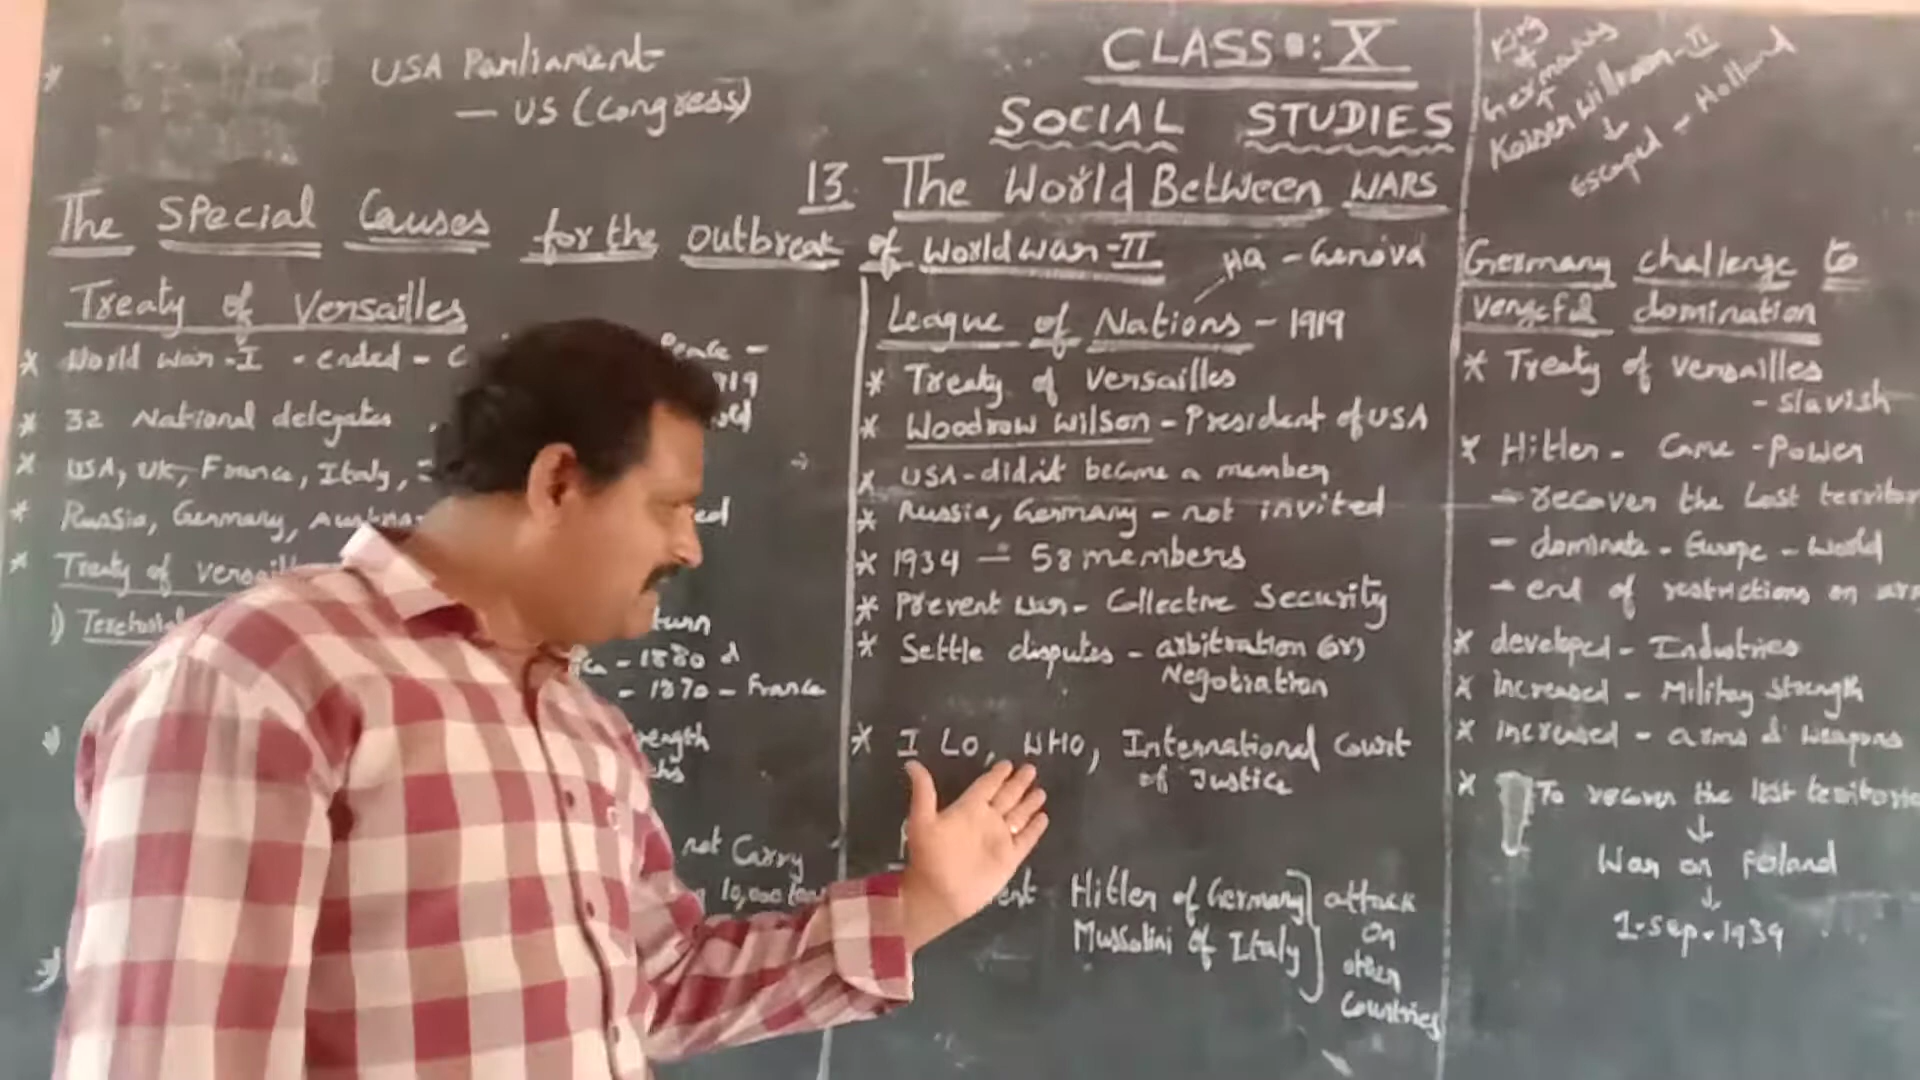 USA Parliament
— US (Congress)
CLASS : X
SOCIAL STUDIES
13. The World Between WARS
The Special Causes for the outbreak of World war-II
Treaty of Versailles
* World war-I - ended -
Peace -
* 32 National delegates
* USA, UK, France, Italy,
* Russia, Germany,
* Treaty of
1)
- 1880 &
- 1870 - France
not Carry
10,000
HQ - Genova
League of Nations - 1919
* Treaty of Versailles
* Woodrow Wilson - President of USA
* USA - didn't become a member
* Russia, Germany - not invited
* 1934 — 58 members
* Prevent war - Collective Security
* Settle disputes - arbitration (or)
Negotiation
* ILO, WHO, International Court
of Justice
Hitler of Germany
Mussolini of Italy
attack
on
other
Countries
King
Germans
Kaiser William-II
↓
Escaped - Holland
Germany challenge to
vengeful domination
* Treaty of Versailles
- slavish
* Hitler - Came - Power
- recover the Lost
- dominate - Europe - World
- end of restrictions on
* developed - Industries
* increased - Military strength
* increased - arms & weapons
* To recover the lost
↓
War on Poland
↓
1-Sep-1939